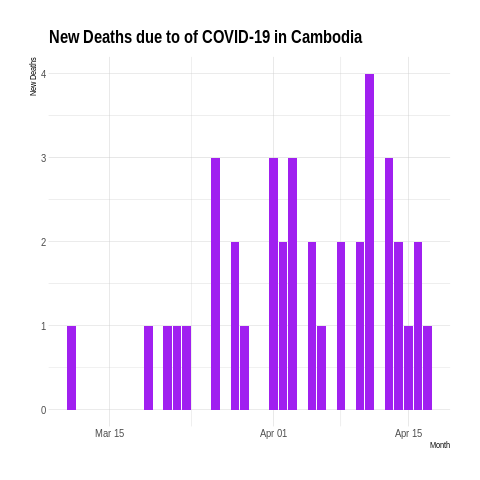 New Deaths due to of COVID-19 in Cambodia
New Deaths
4
3
2
1
0
Mar 15
Apr 01
Apr 15
Month